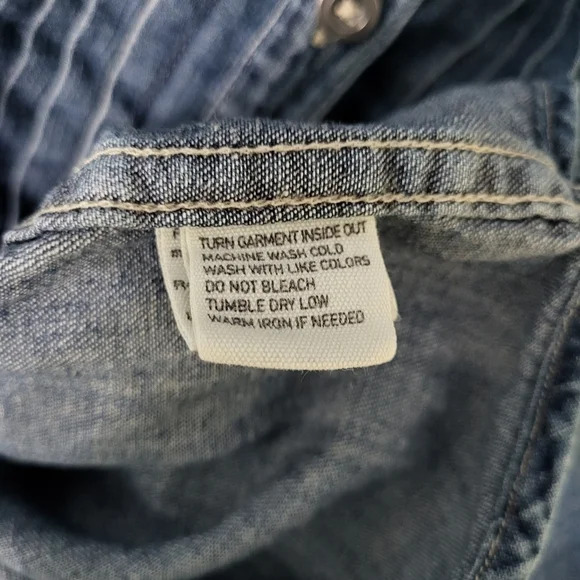 TURN GARMENT INSIDE OUT
MACHINE WASH COLD
WASH WITH LIKE COLORS
DO NOT BLEACH
TUMBLE DRY LOW
WARM IRON IF NEEDED